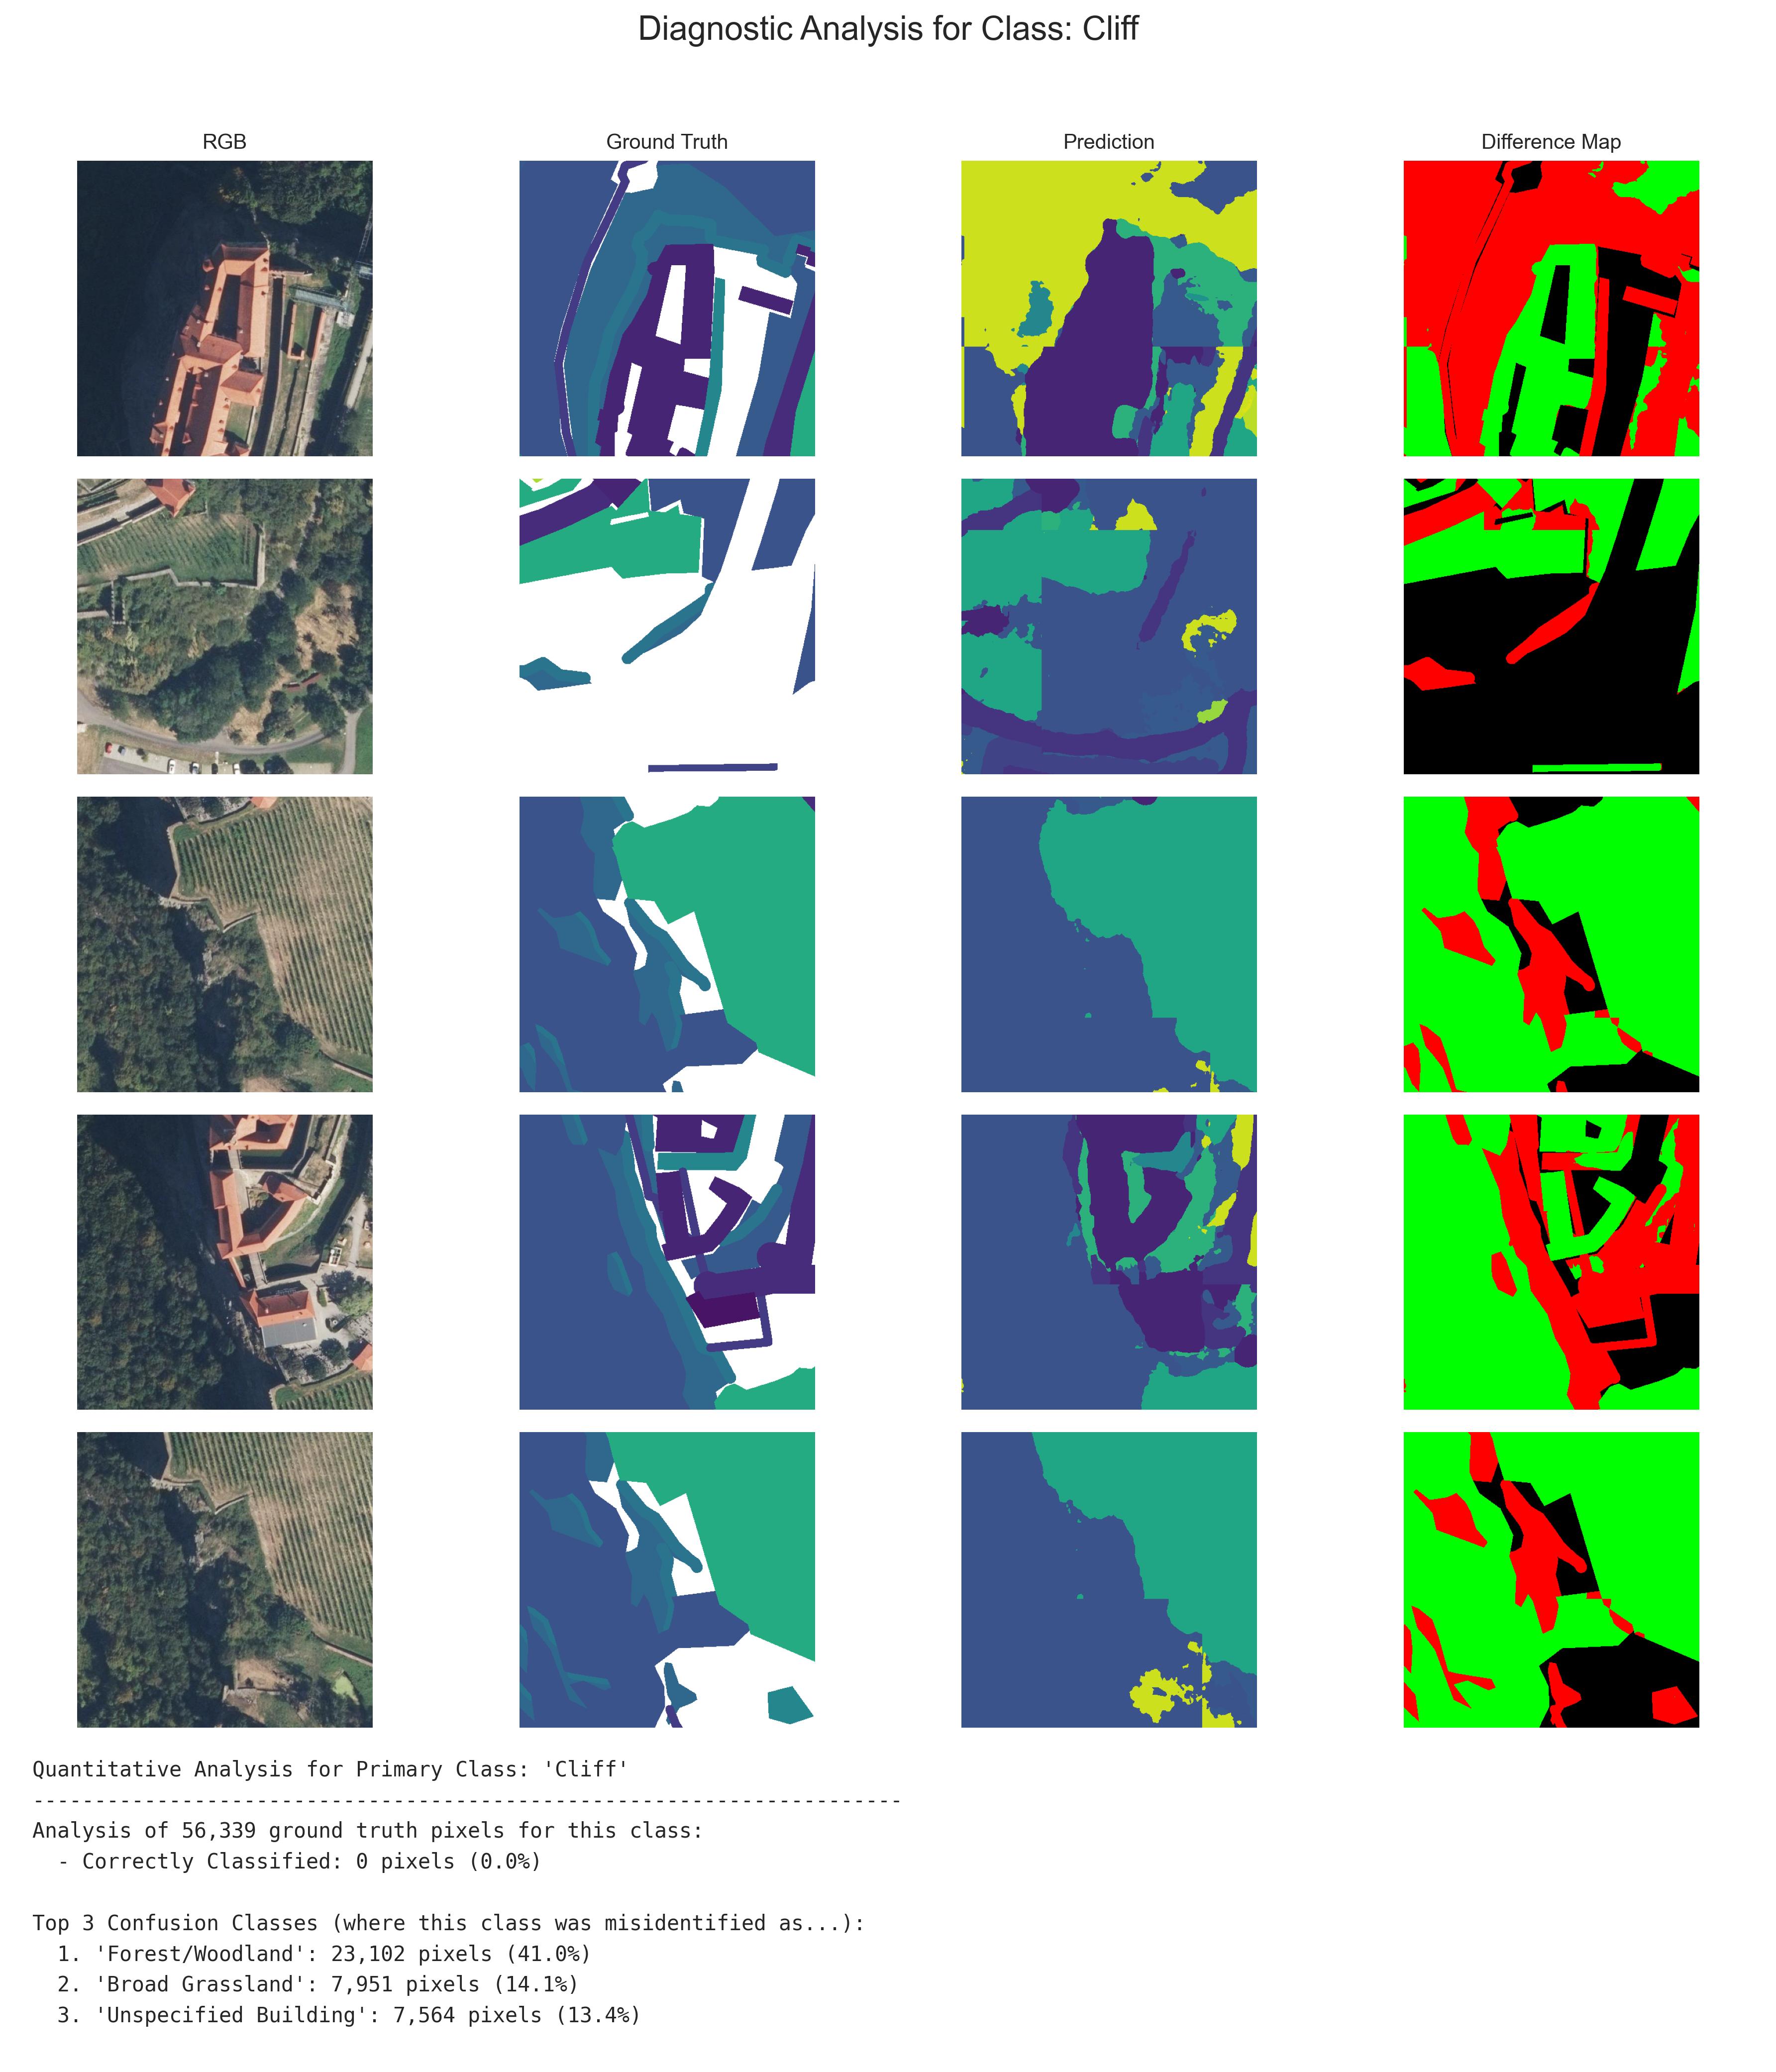 Diagnostic Analysis for Class: Cliff
RGB
Ground Truth
Prediction
Difference Map
Quantitative Analysis for Primary Class: 'Cliff'
----------------------------------------------------------------------
Analysis of 56,339 ground truth pixels for this class:
- Correctly Classified: 0 pixels (0.0%)
Top 3 Confusion Classes (where this class was misidentified as...):
1. 'Forest/Woodland': 23,102 pixels (41.0%)
2. 'Broad Grassland': 7,951 pixels (14.1%)
3. 'Unspecified Building': 7,564 pixels (13.4%)